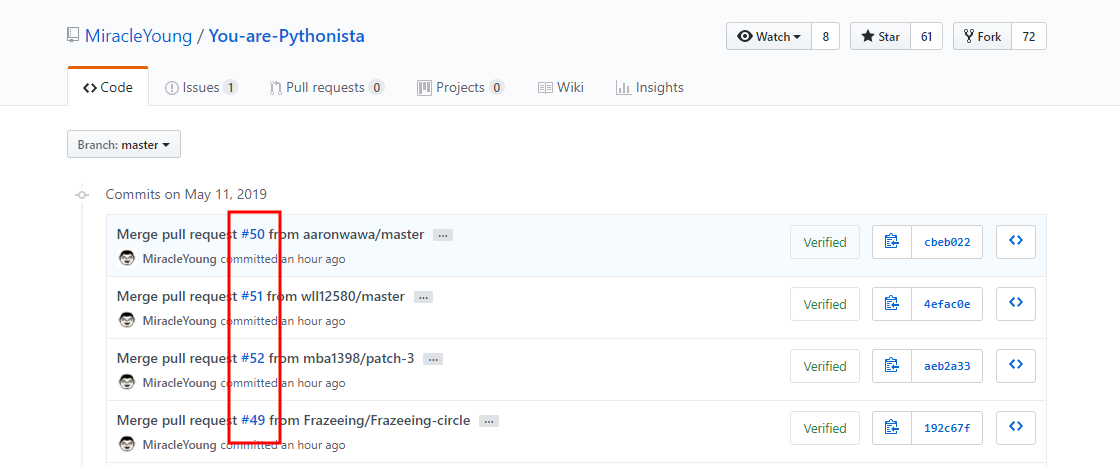 MiracleYoung / You-are-Pythonista
Watch 8 Star 61 Fork 72
Code Issues 1 Pull requests 0 Projects 0 Wiki Insights
Branch: master
Commits on May 11, 2019
Merge pull request #50 from aaronwawa/master …
MiracleYoung committed an hour ago
Verified cbeb022
Merge pull request #51 from wll12580/master …
MiracleYoung committed an hour ago
Verified 4efac0e
Merge pull request #52 from mba1398/patch-3 …
MiracleYoung committed an hour ago
Verified aeb2a33
Merge pull request #49 from Frazeeing/Frazeeing-circle …
MiracleYoung committed an hour ago
Verified 192c67f